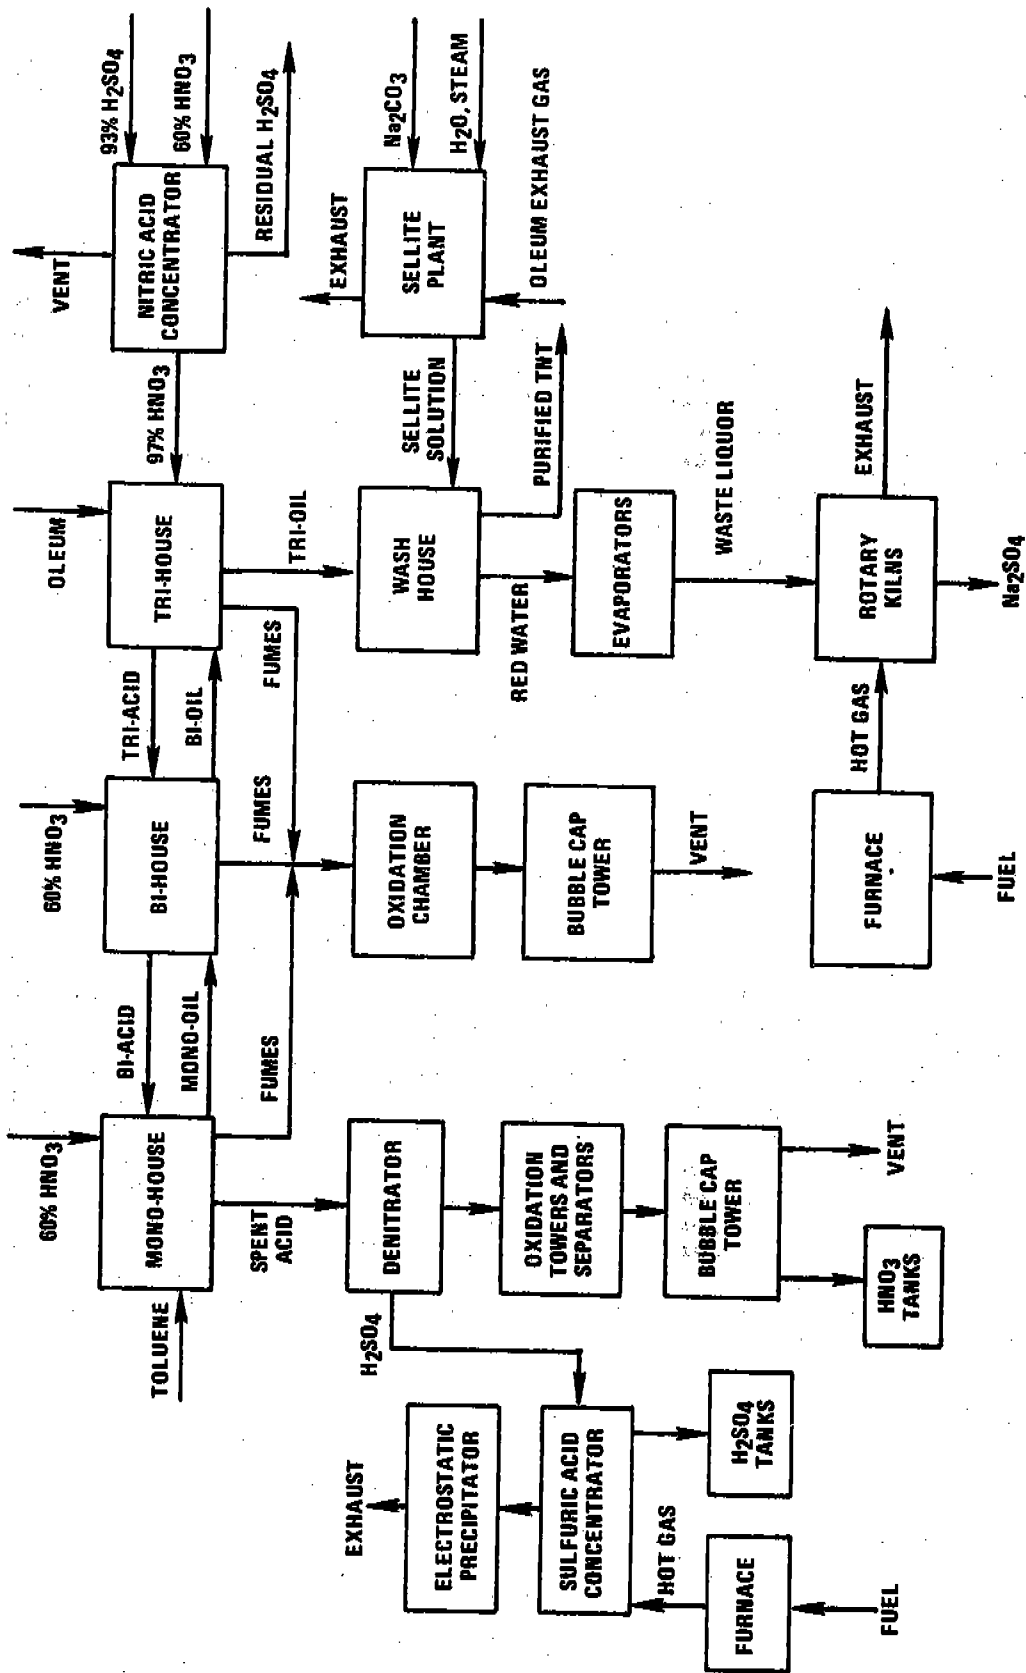 60% HNO3
60% HNO3
OLEUM
VENT
93% H2SO4
TOLUENE
MONO-HOUSE
BI-ACID
MONO-OIL
BI-HOUSE
TRI-ACID
BI-OIL
TRI-HOUSE
97% HNO3
NITRIC ACID
CONCENTRATOR
60% HNO3
RESIDUAL H2SO4
SPENT
ACID
FUMES
FUMES
FUMES
TRI-OIL
EXHAUST
Na2CO3
EXHAUST
ELECTROSTATIC
PRECIPITATOR
H2SO4
DENITRATOR
OXIDATION
CHAMBER
WASH
HOUSE
SELLITE
SOLUTION
SELLITE
PLANT
H2O, STEAM
SULFURIC ACID
CONCENTRATOR
OXIDATION
TOWERS AND
SEPARATORS
BUBBLE CAP
TOWER
RED WATER
PURIFIED TNT
OLEUM EXHAUST GAS
EVAPORATORS
HOT GAS
BUBBLE CAP
TOWER
VENT
WASTE LIQUOR
FURNACE
H2SO4
TANKS
FUEL
HNO3
TANKS
VENT
FURNACE
HOT GAS
ROTARY
KILNS
EXHAUST
FUEL
Na2SO4